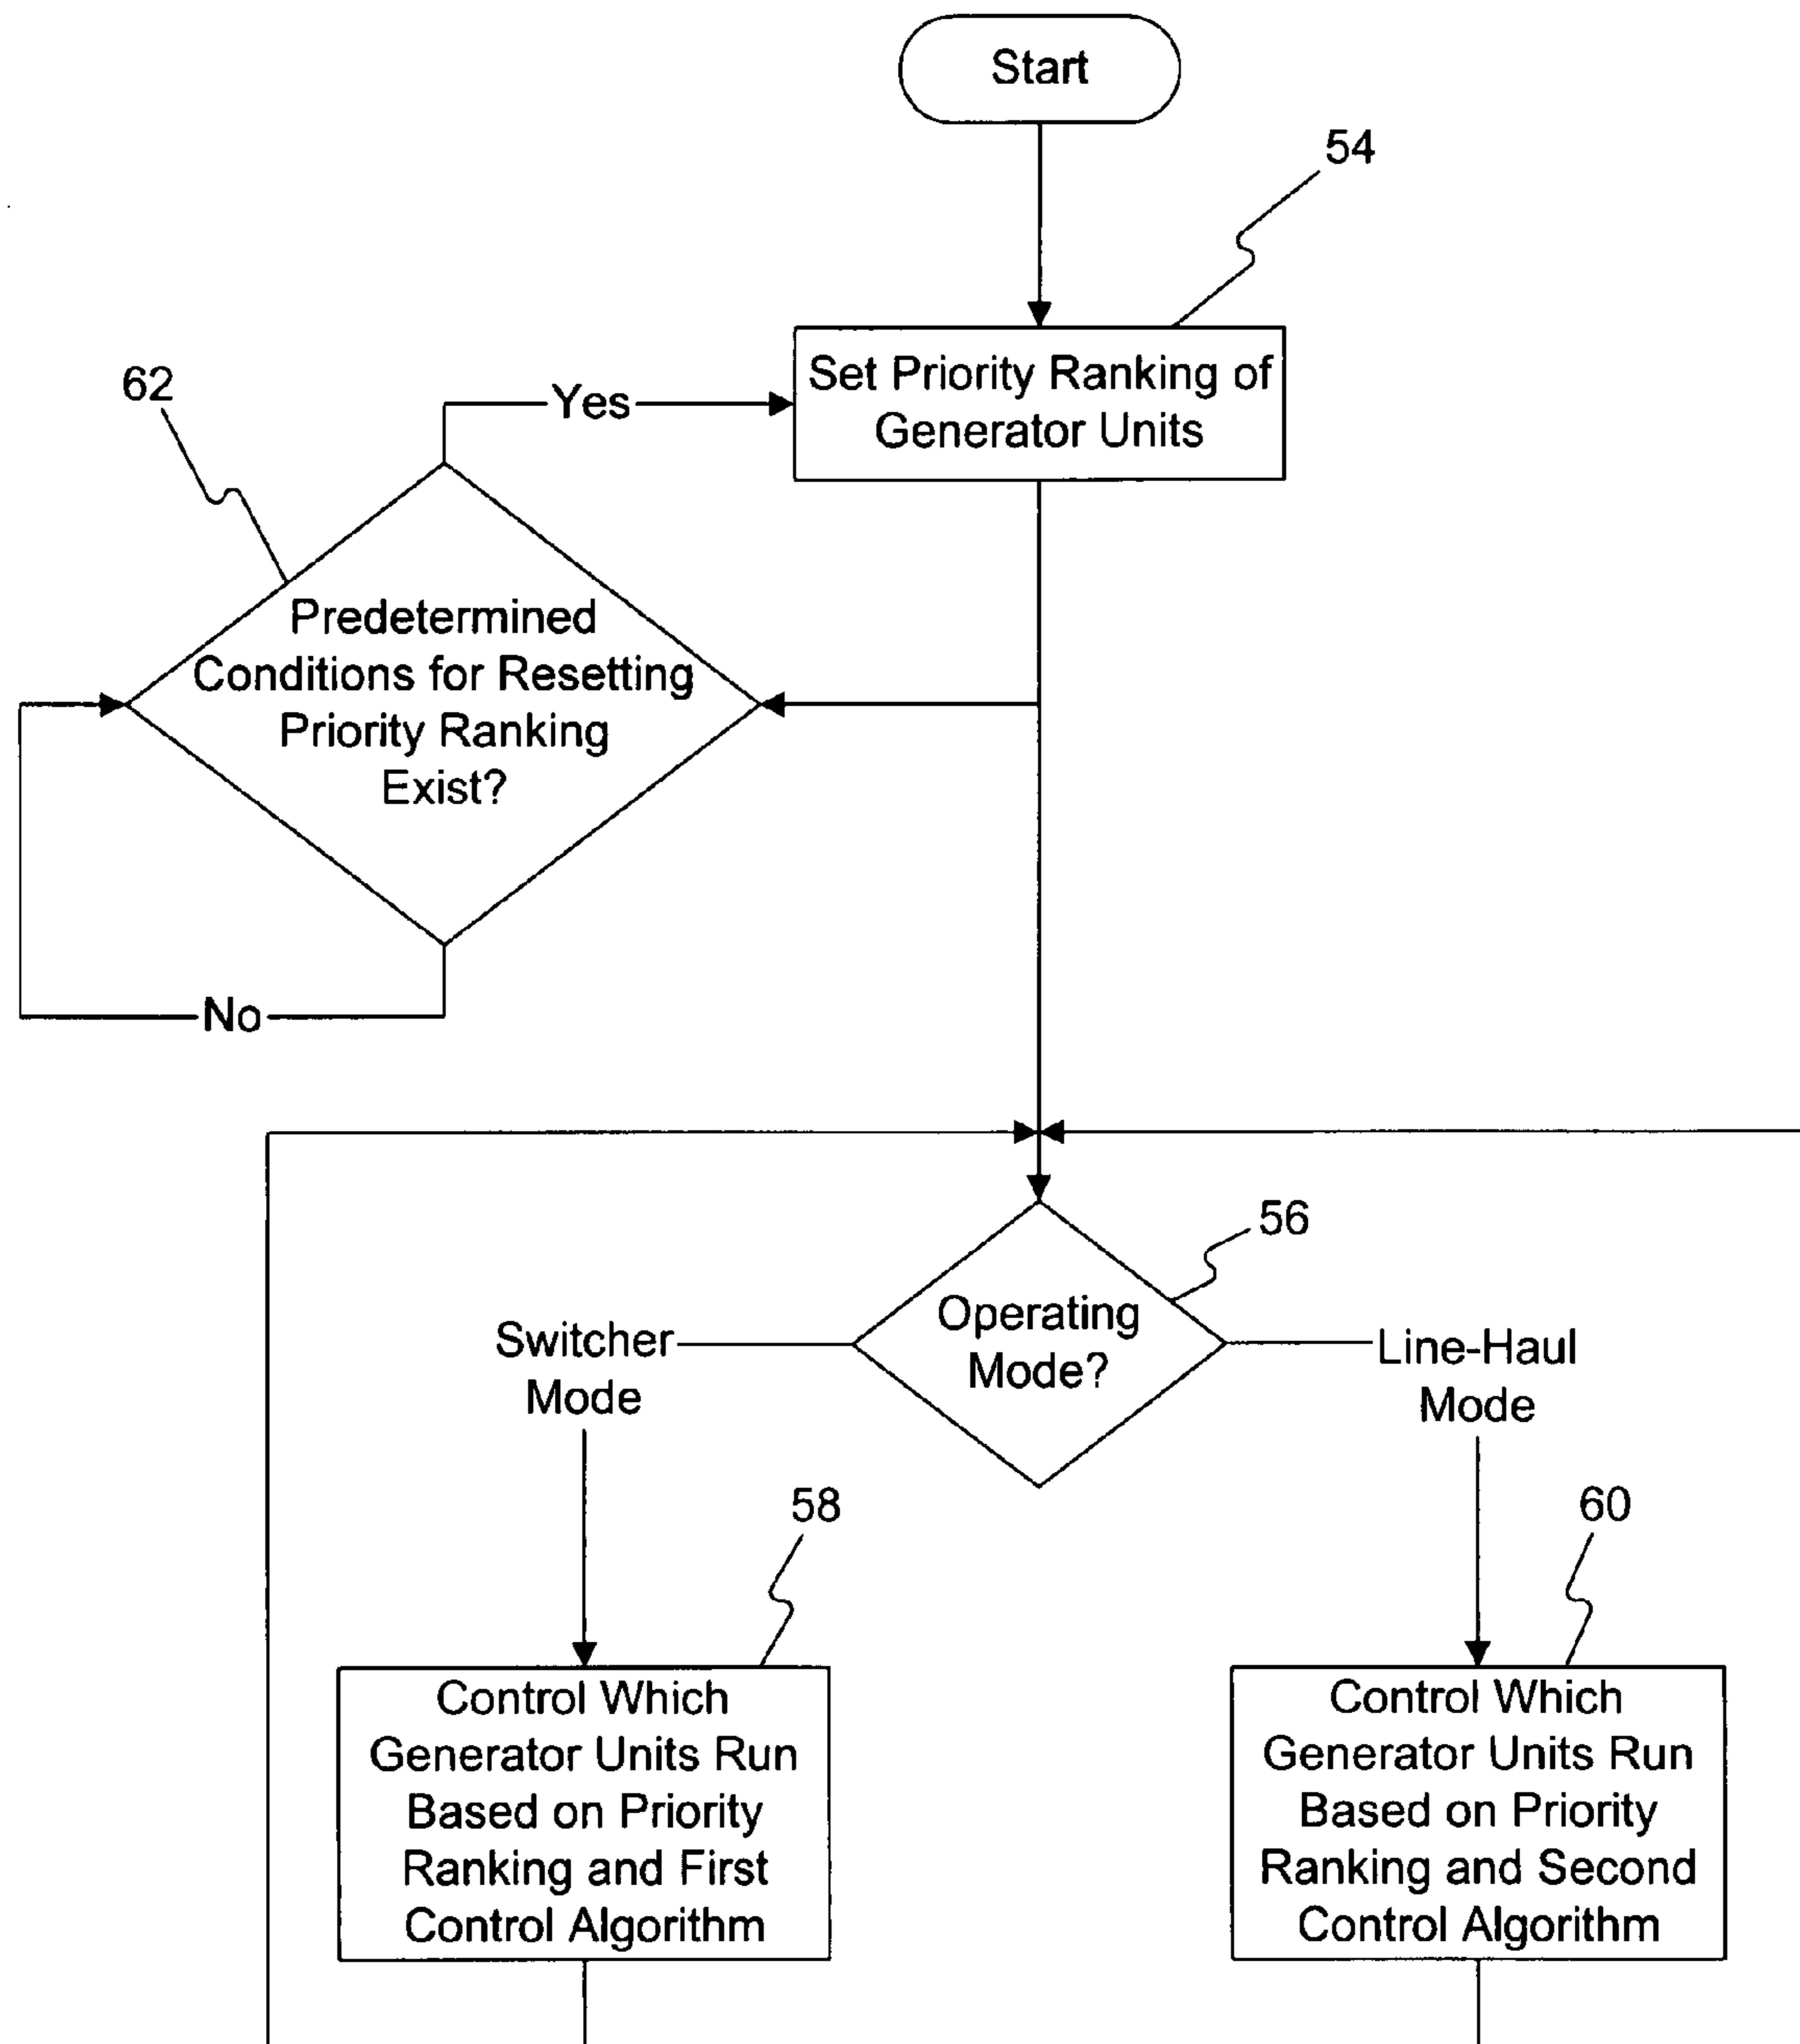 Start
54
Set Priority Ranking of
Generator Units
62
Yes
Predetermined
Conditions for Resetting
Priority Ranking
Exist?
No
56
Operating
Mode?
Switcher
Mode
Line-Haul
Mode
58
60
Control Which
Generator Units Run
Based on Priority
Ranking and First
Control Algorithm
Control Which
Generator Units Run
Based on Priority
Ranking and Second
Control Algorithm